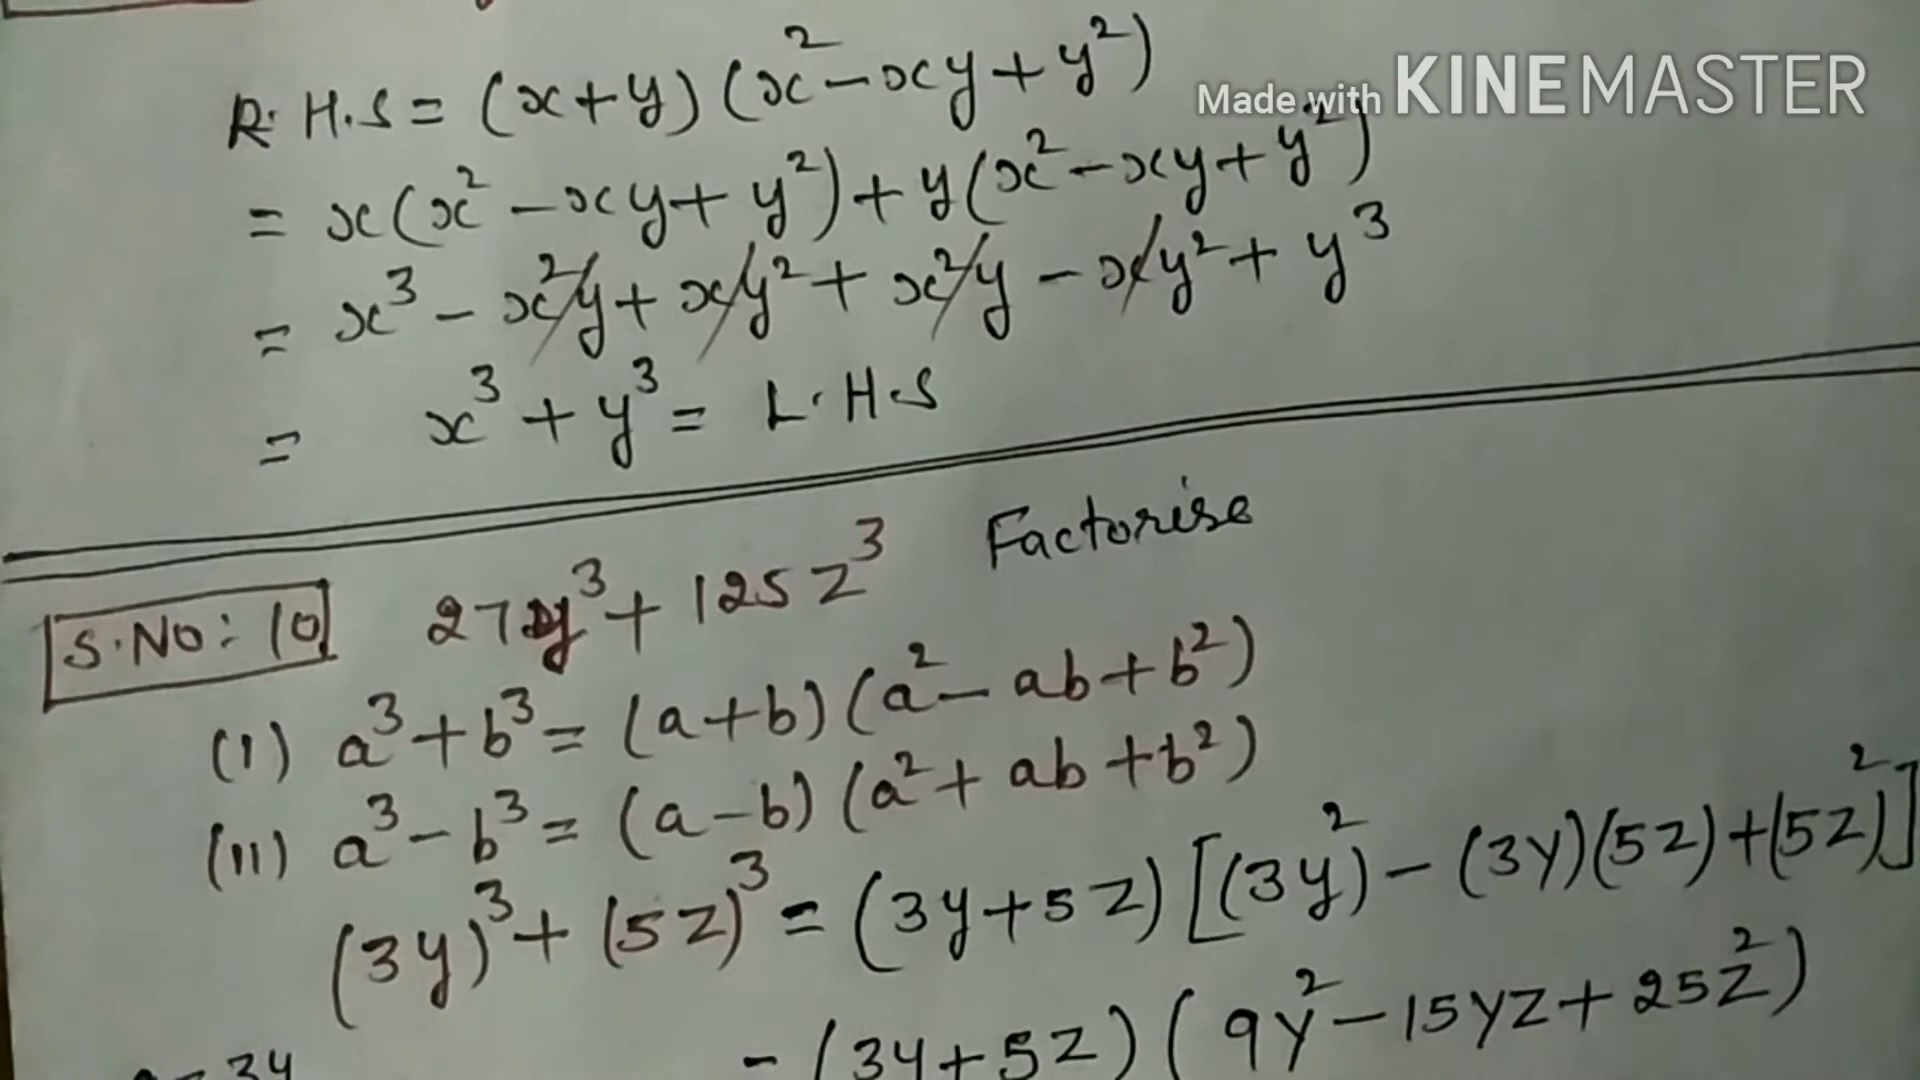 R.H.S = (x+y)(x²-xy+y²)
Made with KINEMASTER
= x(x²-xy+y²)+y(x²-xy+y²)
= x³-x²y+xy²+x²y-xy²+y³
= x³+y³ = L.H.S
S.NO: 10 27y³+125z³ Factorise
(I) a³+b³=(a+b)(a²-ab+b²)
(II) a³-b³=(a-b)(a²+ab+b²)
(3y)³+(5z)³=(3y+5z)[(3y)²-(3y)(5z)+(5z)²]
(3y+5z)(9y²-15yz+25z²)